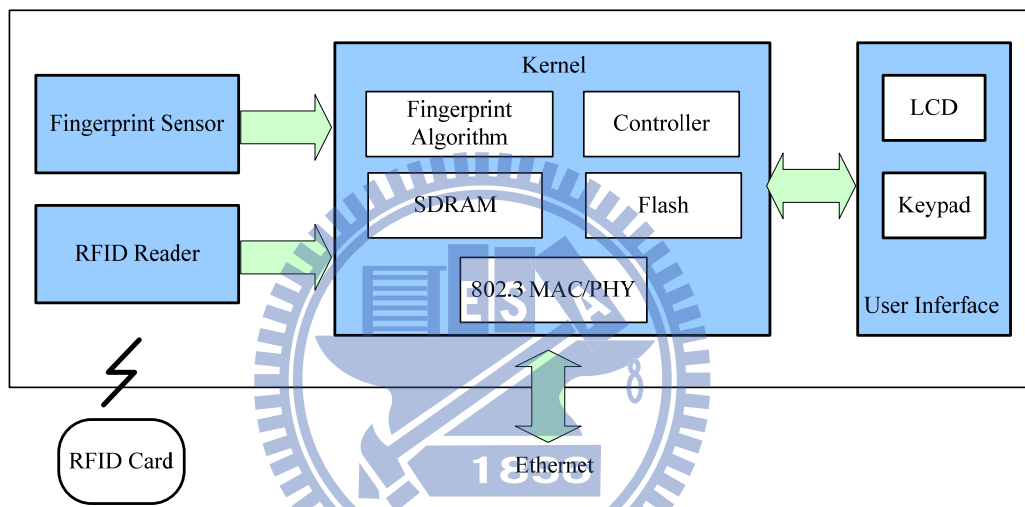 Kernel
Fingerprint Sensor
Fingerprint
Algorithm
Controller
LCD
SDRAM
Flash
Keypad
RFID Reader
802.3 MAC/PHY
User Inferface
E S A
RFID Card
Ethernet
1896